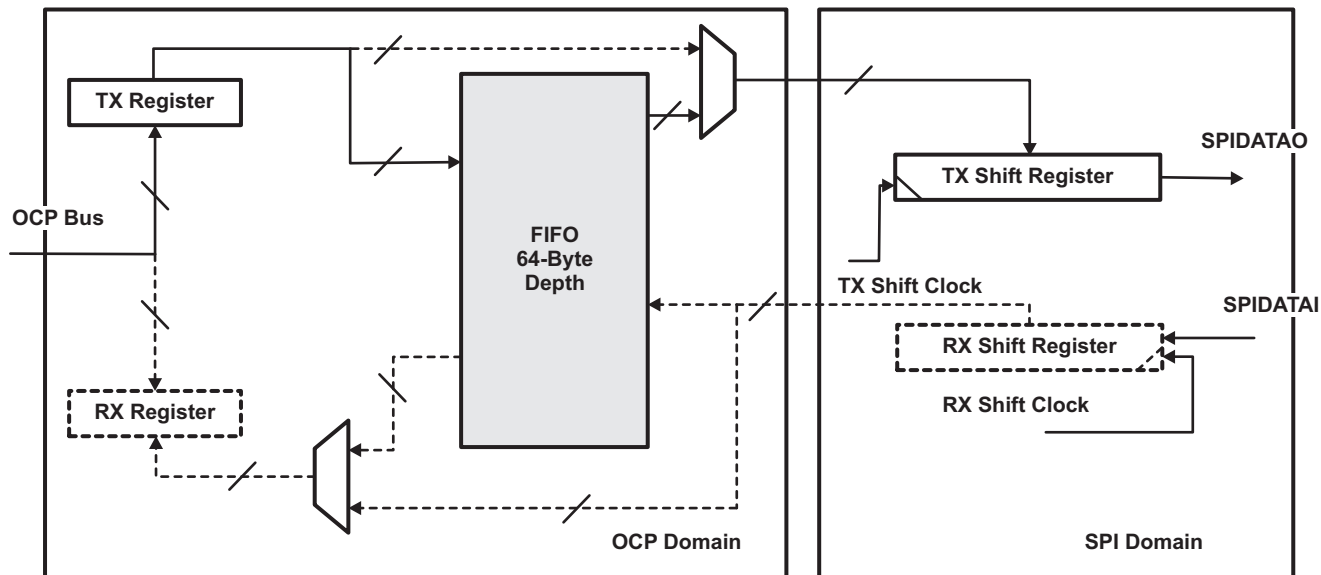 TX Register
OCP Bus
RX Register
FIFO
64-Byte
Depth
OCP Domain
SPIDATAO
TX Shift Register
TX Shift Clock
SPIDATAI
RX Shift Register
RX Shift Clock
SPI Domain